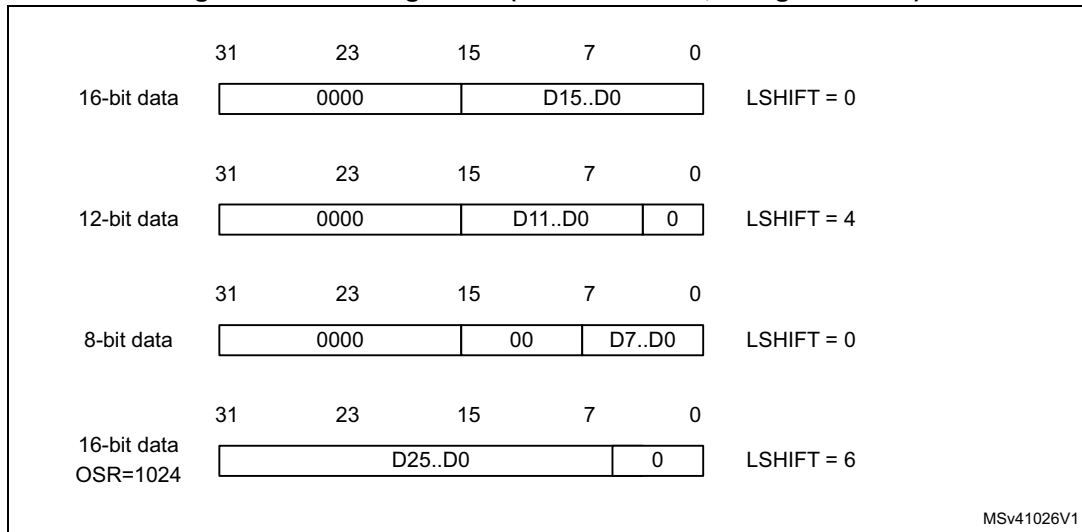 31 23 15 7 0
16-bit data 0000 D15..D0 LSHIFT = 0
31 23 15 7 0
12-bit data 0000 D11..D0 0 LSHIFT = 4
31 23 15 7 0
8-bit data 0000 00 D7..D0 LSHIFT = 0
31 23 15 7 0
16-bit data
OSR=1024 D25..D0 0 LSHIFT = 6
MSv41026V1